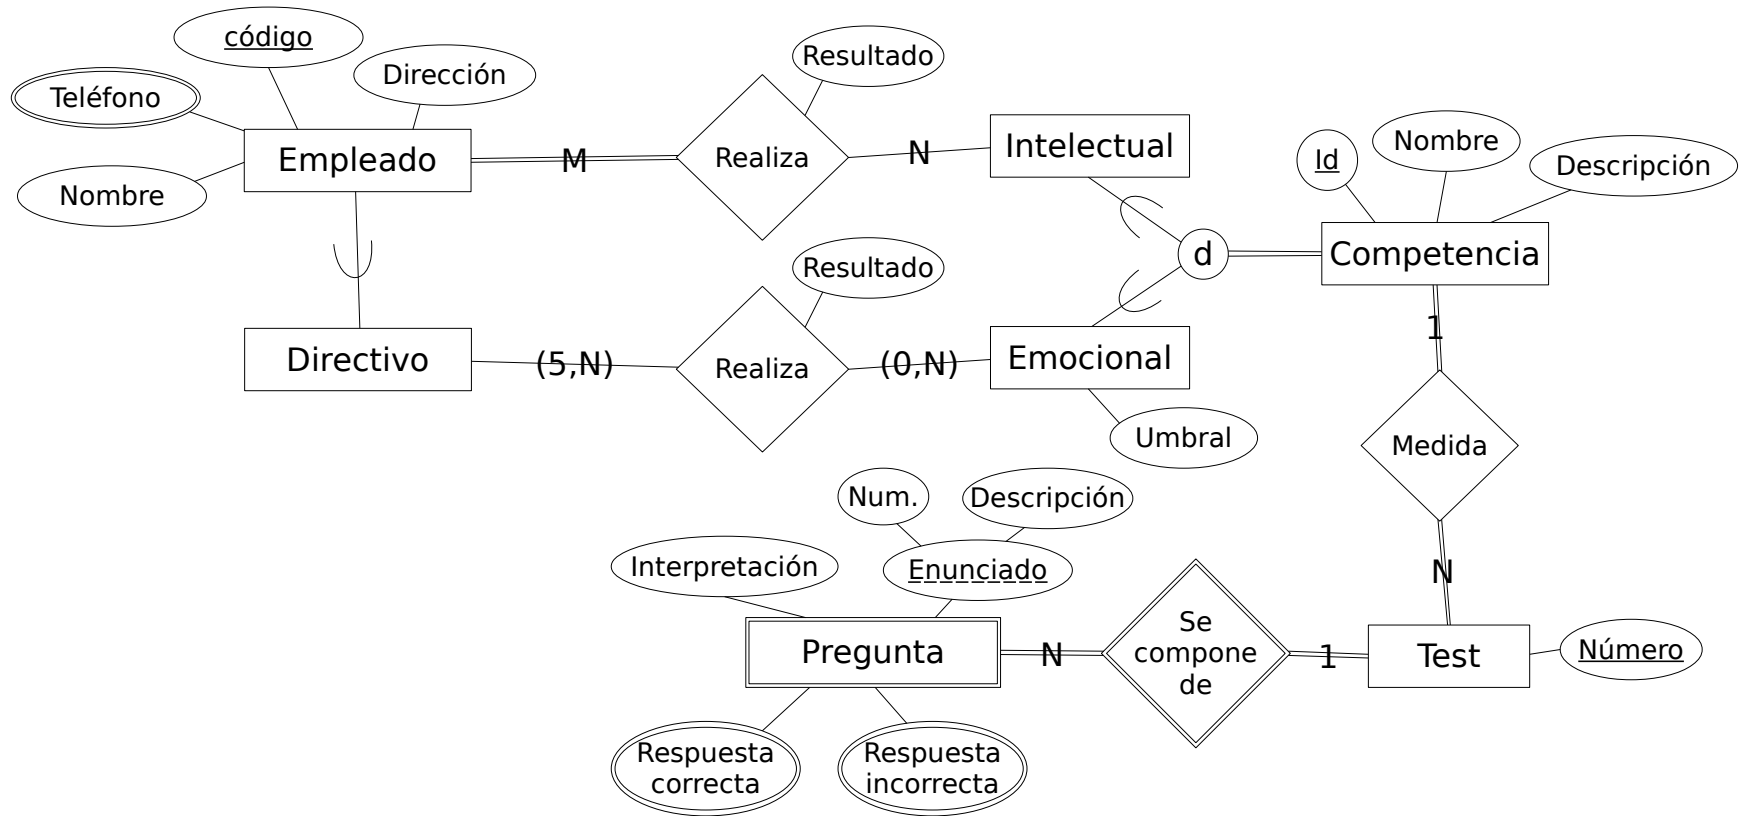 código
Dirección
Teléfono
Nombre
Empleado
M
Realiza
Resultado
N
Intelectual
Id
Nombre
Descripción
d
Competencia
Directivo
(5,N)
Realiza
Resultado
(0,N)
Emocional
Umbral
1
Medida
N
Num.
Descripción
Interpretación
Enunciado
Pregunta
N
Se
compone
de
1
Test
Número
Respuesta
correcta
Respuesta
incorrecta